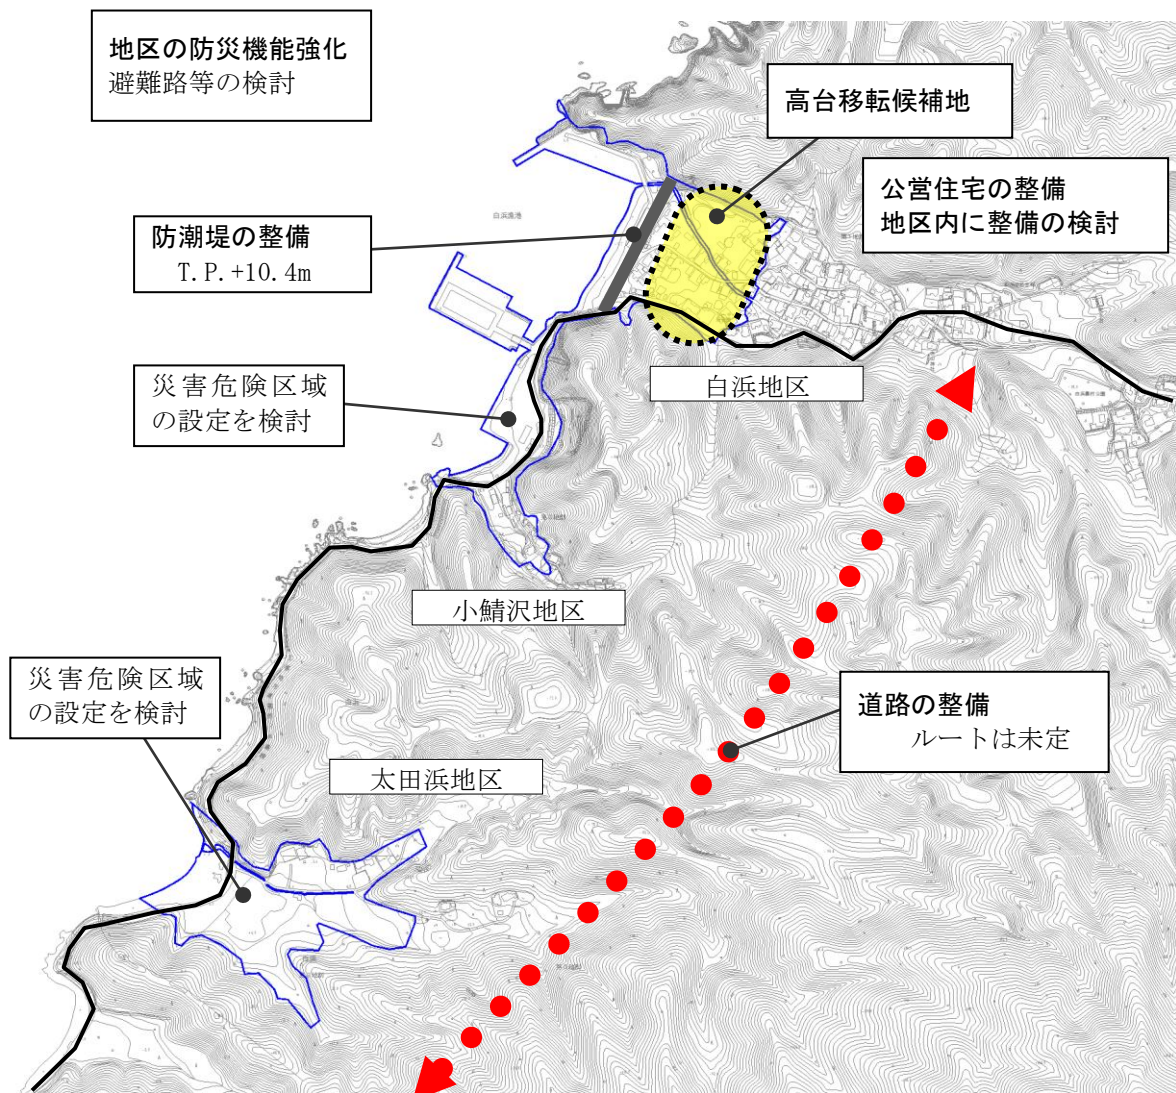 地区の防災機能強化
避難路等の検討
高台移転候補地
公営住宅の整備
地区内に整備の検討
白浜漁港
防潮堤の整備
T.P.+10.4m
災害危険区域
の設定を検討
白浜地区
小鯖沢地区
災害危険区域
の設定を検討
道路の整備
ルートは未定
太田浜地区